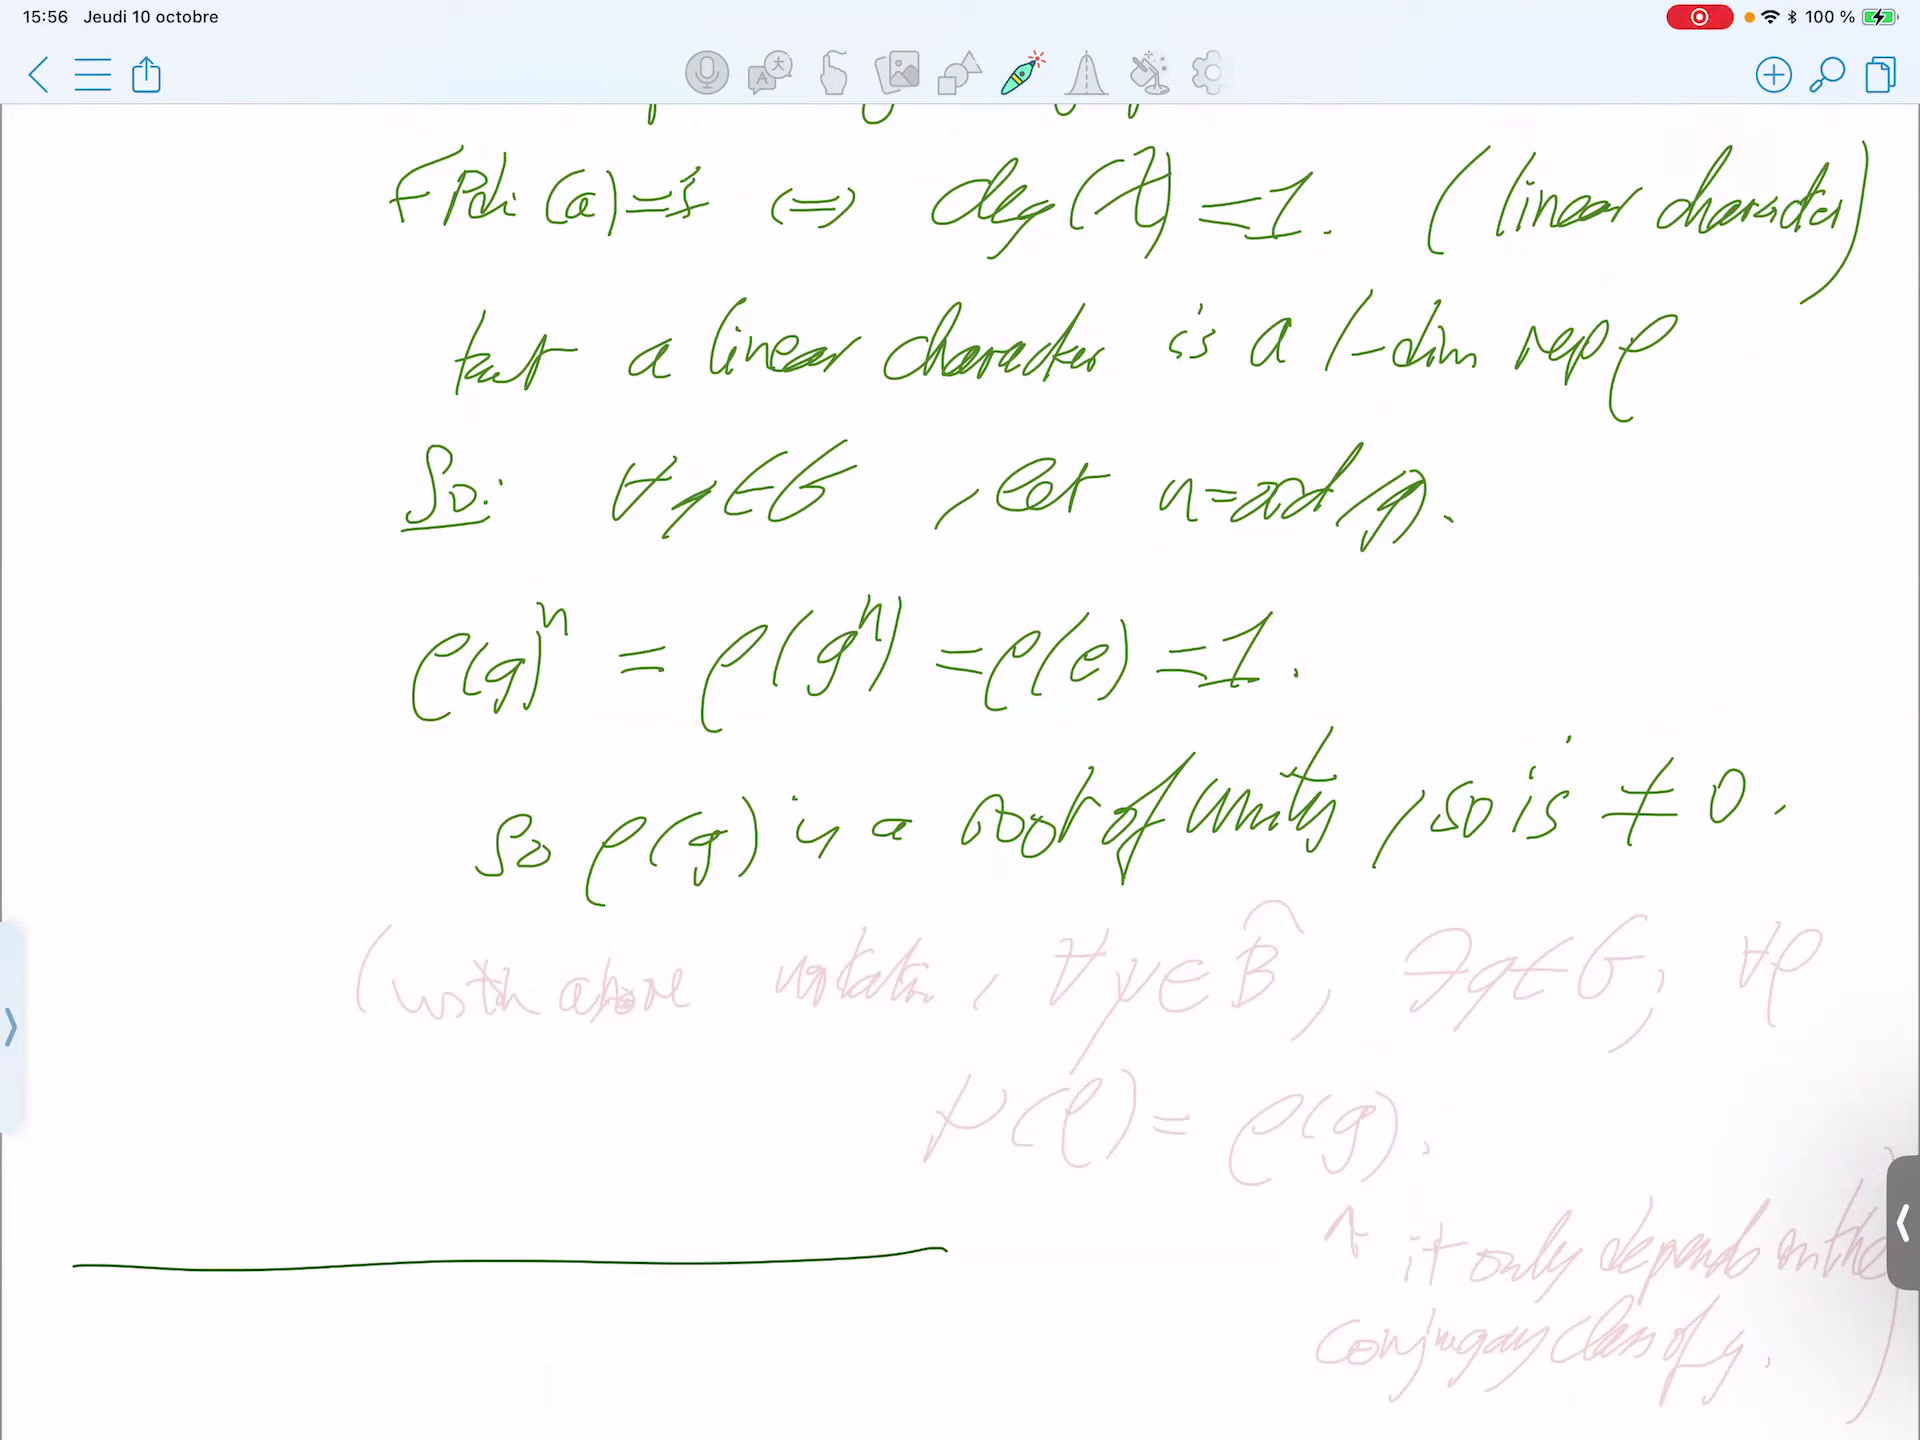 15:56 Jeudi 10 octobre
100 %
FPdi(a)=1 <=> deg(χ)=1. (linear character)
but a linear character is a 1-dim rep ρ
So: ∀g∈G, let n=ord(g).
ρ(g)^n = ρ(g^n) = ρ(e) = 1.
So ρ(g) is a root of unity, so is ≠ 0.
(with above notation, ∀ψ∈B̂, ∃g∈G, ∀ρ
ψ(ρ) = ρ(g).
↑ it only depends on the
conjugacy class of g.)